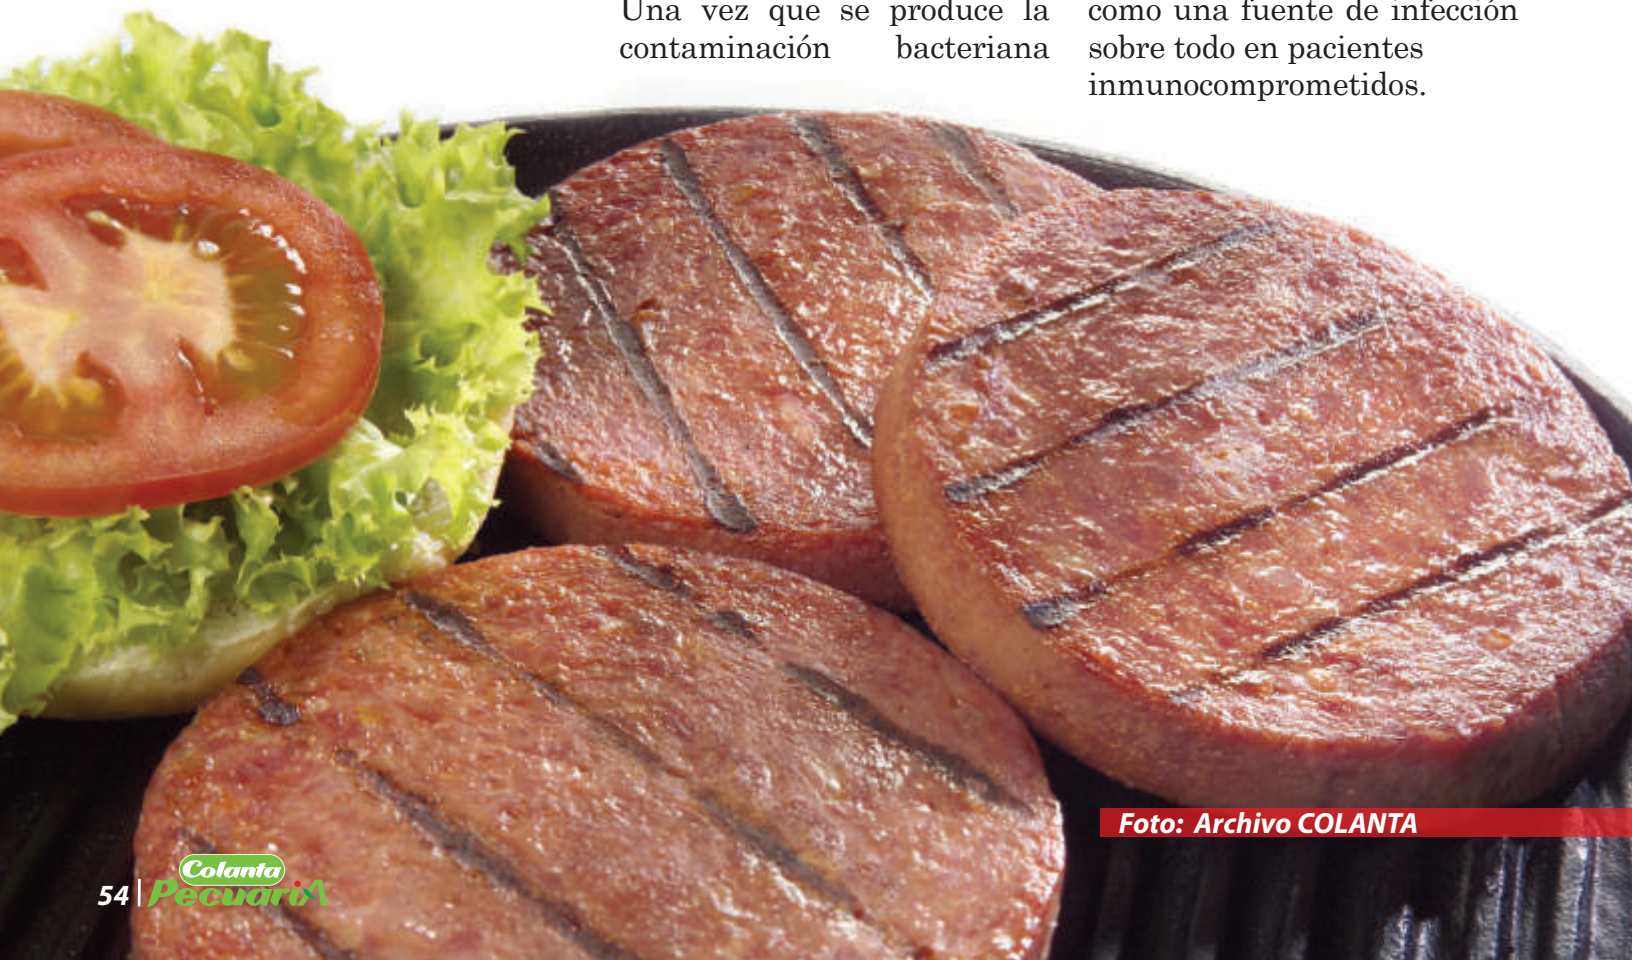 Una vez que se produce la
contaminación bacteriana
como una fuente de infección
sobre todo en pacientes
inmunocomprometidos.
Foto: Archivo COLANTA
54
Colanta
PecuariA